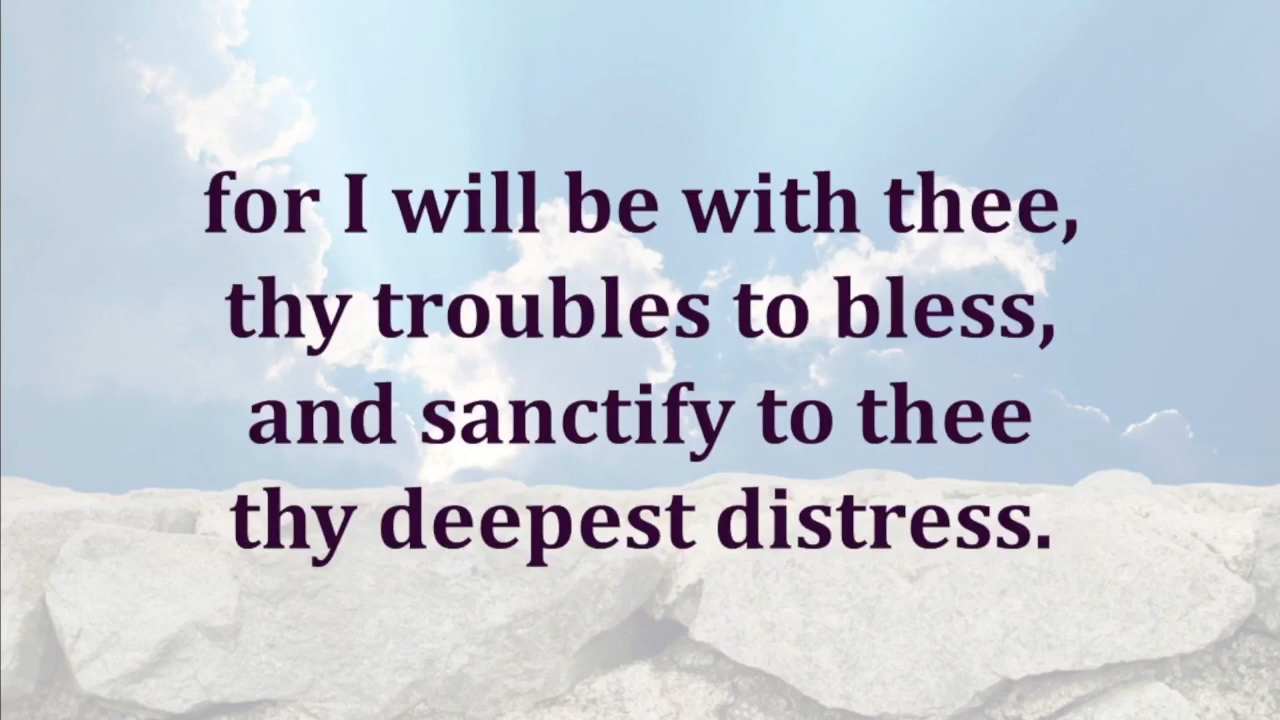 for I will be with thee,
thy troubles to bless,
and sanctify to thee
thy deepest distress.